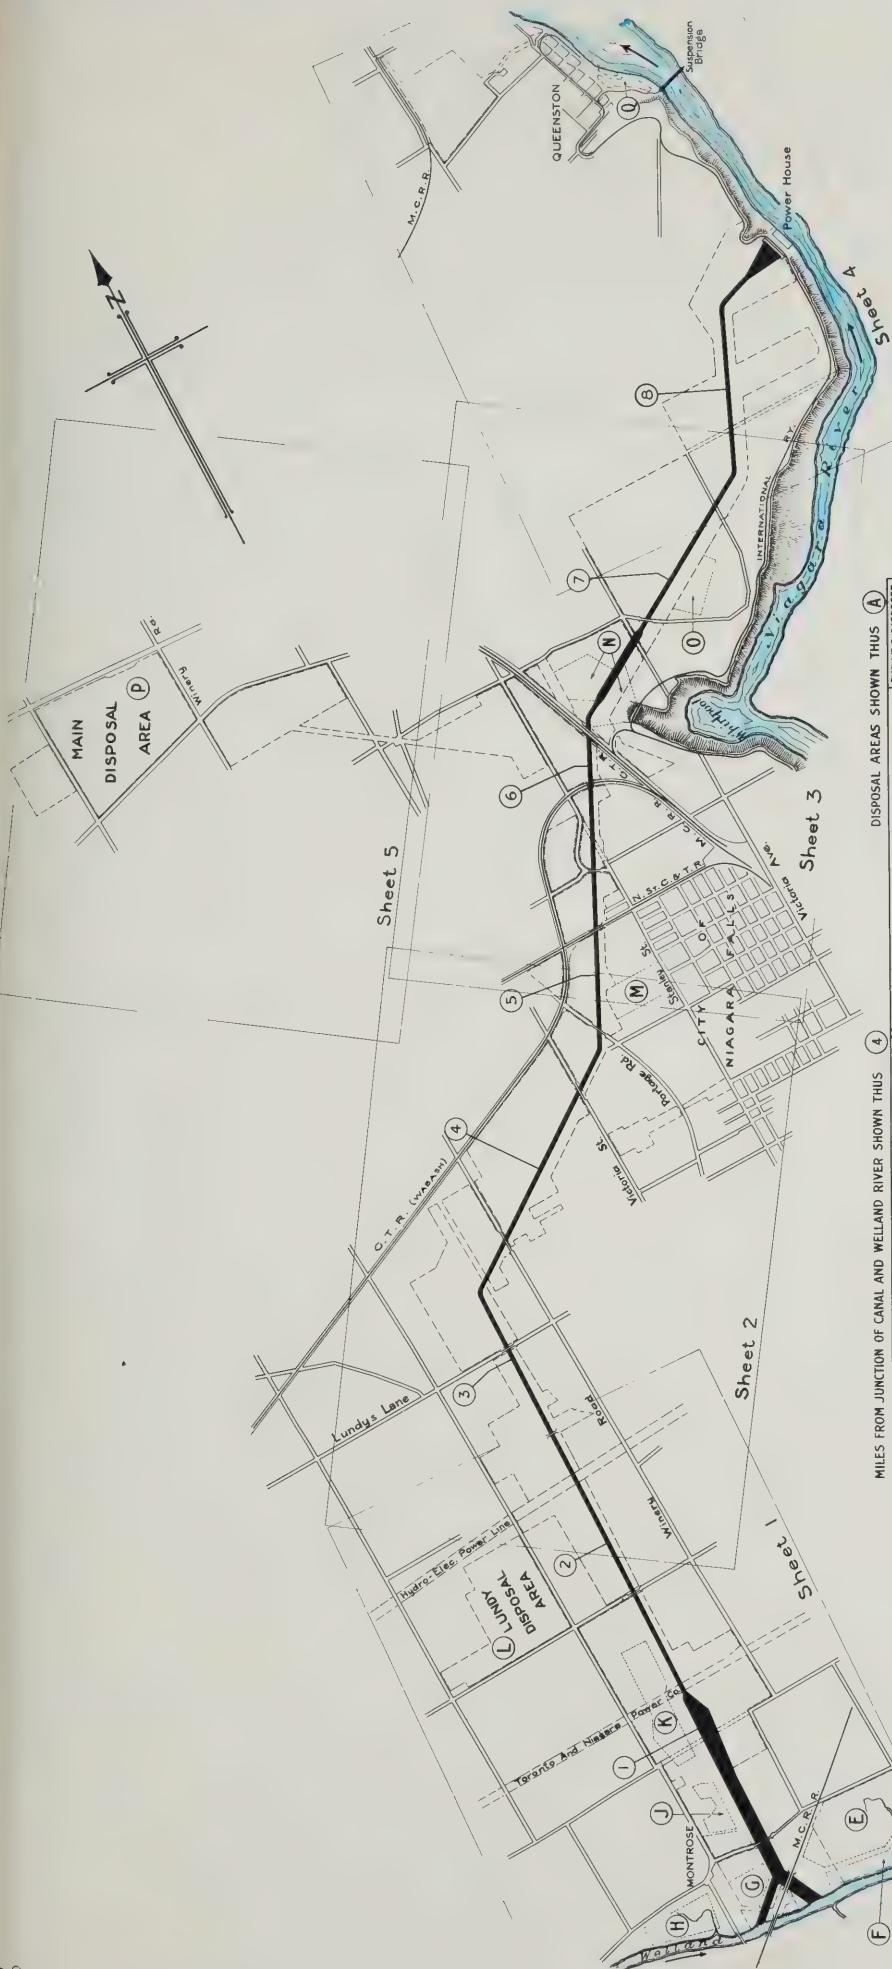 Suspension
Bridge
QUEENSTON
Q
M.C.R.R.
Power House
Sheet 4
N
8
INTERNATIONAL RY.
Niagara River
7
O
N
Whirlpool
Winery Rd.
MAIN
DISPOSAL
AREA P
6
Sheet 5
G.T.R.
M.C.R.R.
N. ST. C. & T. R.
Victoria Ave.
Sheet 3
5
M
Stanley St.
CITY OF
NIAGARA FALLS
Portage Rd.
Victoria St.
4
G.T.R. (WABASH)
3
Lundys Lane
Sheet 2
Winery Road
Hydro-Elec. Power Line
2
L LUNDY
DISPOSAL
AREA
Sheet 1
Toronto And Niagara Power Co.
K
1
J
MONTROSE
M.C.R.R.
E
G
H
F
Welland
MILES FROM JUNCTION OF CANAL AND WELLAND RIVER SHOWN THUS 4
DISPOSAL AREAS SHOWN THUS A